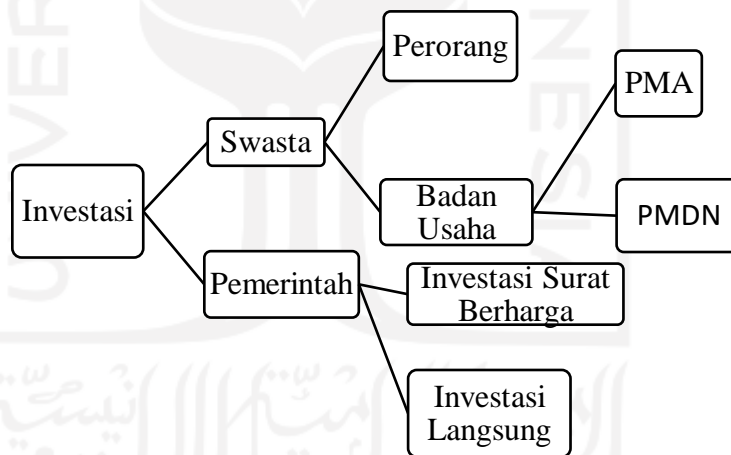 Perorang
PMA
Swasta
Badan
Usaha
PMDN
Investasi
Pemerintah
Investasi Surat
Berharga
Investasi
Langsung